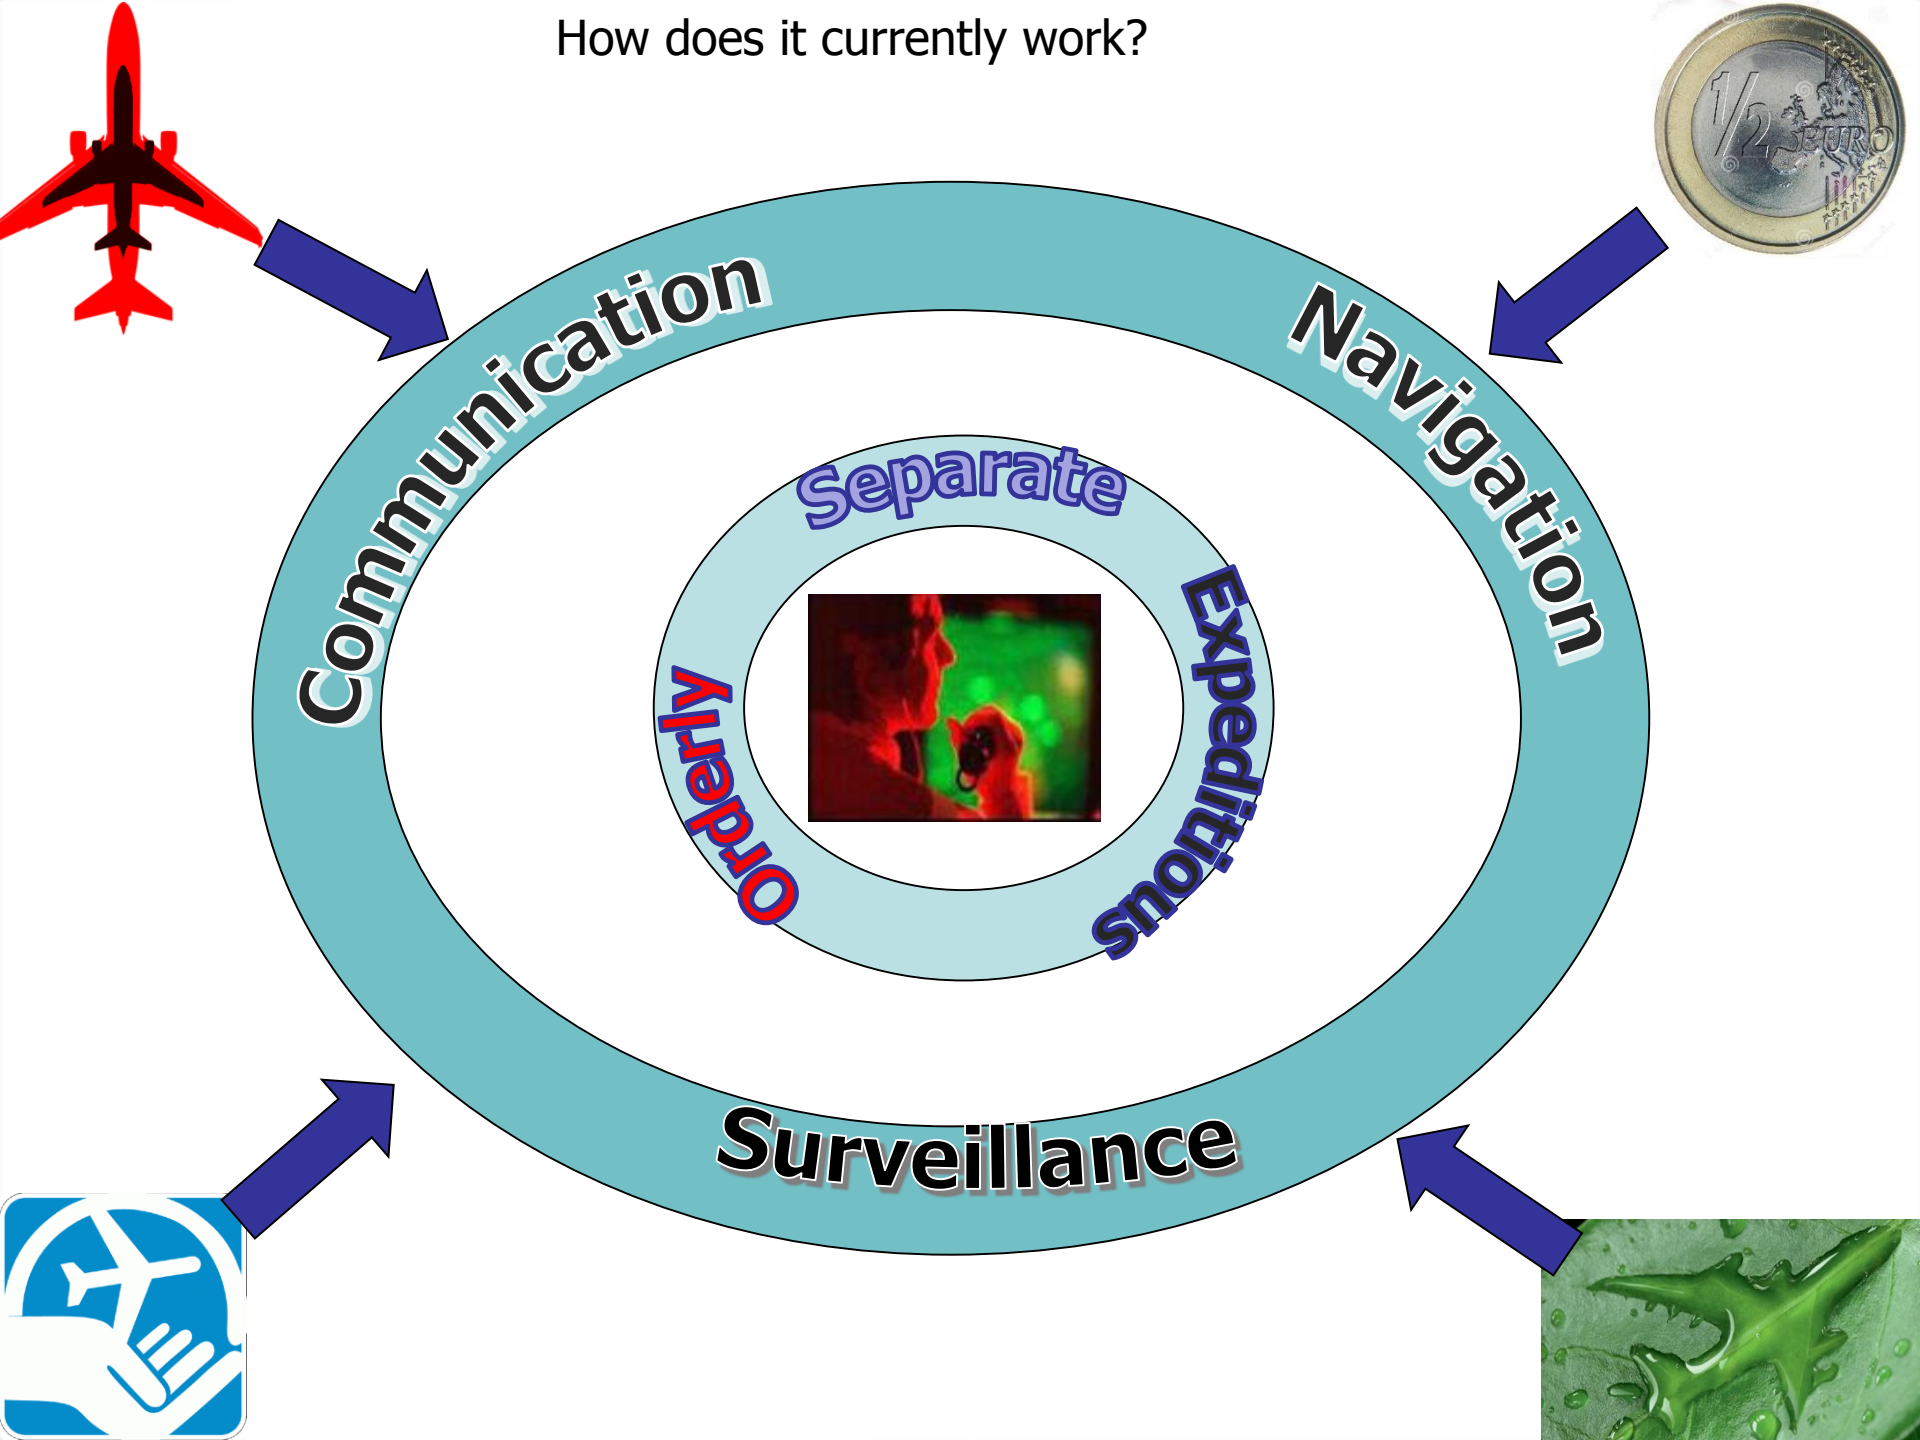 How does it currently work?
1/2 EURO
Communication
Navigation
Separate
Expeditious
Orderly
Surveillance